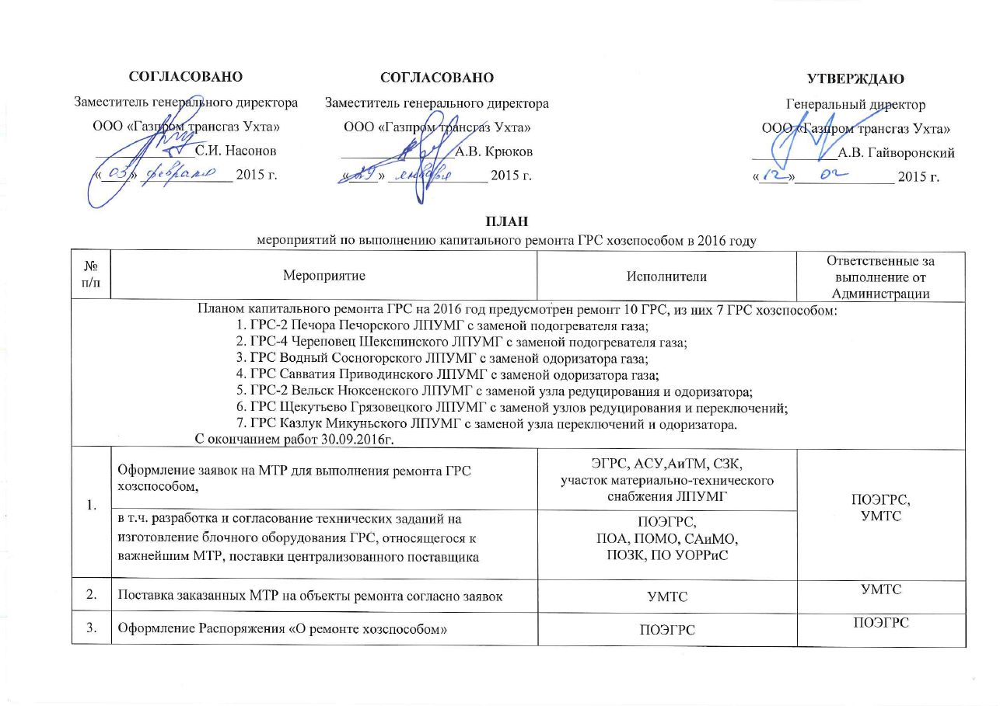 СОГЛАСОВАНО
Заместитель генерального директора
ООО «Газпром трансгаз Ухта»
_______________С.И. Насонов
«03» февраля 2015 г.
СОГЛАСОВАНО
Заместитель генерального директора
ООО «Газпром трансгаз Ухта»
_________________А.В. Крюков
«29» января 2015 г.
УТВЕРЖДАЮ
Генеральный директор
ООО «Газпром трансгаз Ухта»
_____________А.В. Гайворонский
«12» 02 2015 г.
ПЛАН
мероприятий по выполнению капитального ремонта ГРС хозспособом в 2016 году
№
п/п
Мероприятие
Исполнители
Ответственные за
выполнение от
Администрации
Планом капитального ремонта ГРС на 2016 год предусмотрен ремонт 10 ГРС, из них 7 ГРС хозспособом:
1. ГРС-2 Печора Печорского ЛПУМГ с заменой подогревателя газа;
2. ГРС-4 Череповец Шекснинского ЛПУМГ с заменой подогревателя газа;
3. ГРС Водный Сосногорского ЛПУМГ с заменой одоризатора газа;
4. ГРС Савватия Приводинского ЛПУМГ с заменой одоризатора газа;
5. ГРС-2 Вельск Нюксенского ЛПУМГ с заменой узла редуцирования и одоризатора;
6. ГРС Щекутьево Грязовецкого ЛПУМГ с заменой узлов редуцирования и переключений;
7. ГРС Казлук Микуньского ЛПУМГ с заменой узла переключений и одоризатора.
С окончанием работ 30.09.2016г.
1.
Оформление заявок на МТР для выполнения ремонта ГРС
хозспособом,
ЭГРС, АСУ,АиТМ, СЗК,
участок материально-технического
снабжения ЛПУМГ
ПОЭГРС,
УМТС
в т.ч. разработка и согласование технических заданий на
изготовление блочного оборудования ГРС, относящегося к
важнейшим МТР, поставки централизованного поставщика
ПОЭГРС,
ПОА, ПОМО, САиМО,
ПОЗК, ПО УОРРиС
2.
Поставка заказанных МТР на объекты ремонта согласно заявок
УМТС
УМТС
3.
Оформление Распоряжения «О ремонте хозспособом»
ПОЭГРС
ПОЭГРС